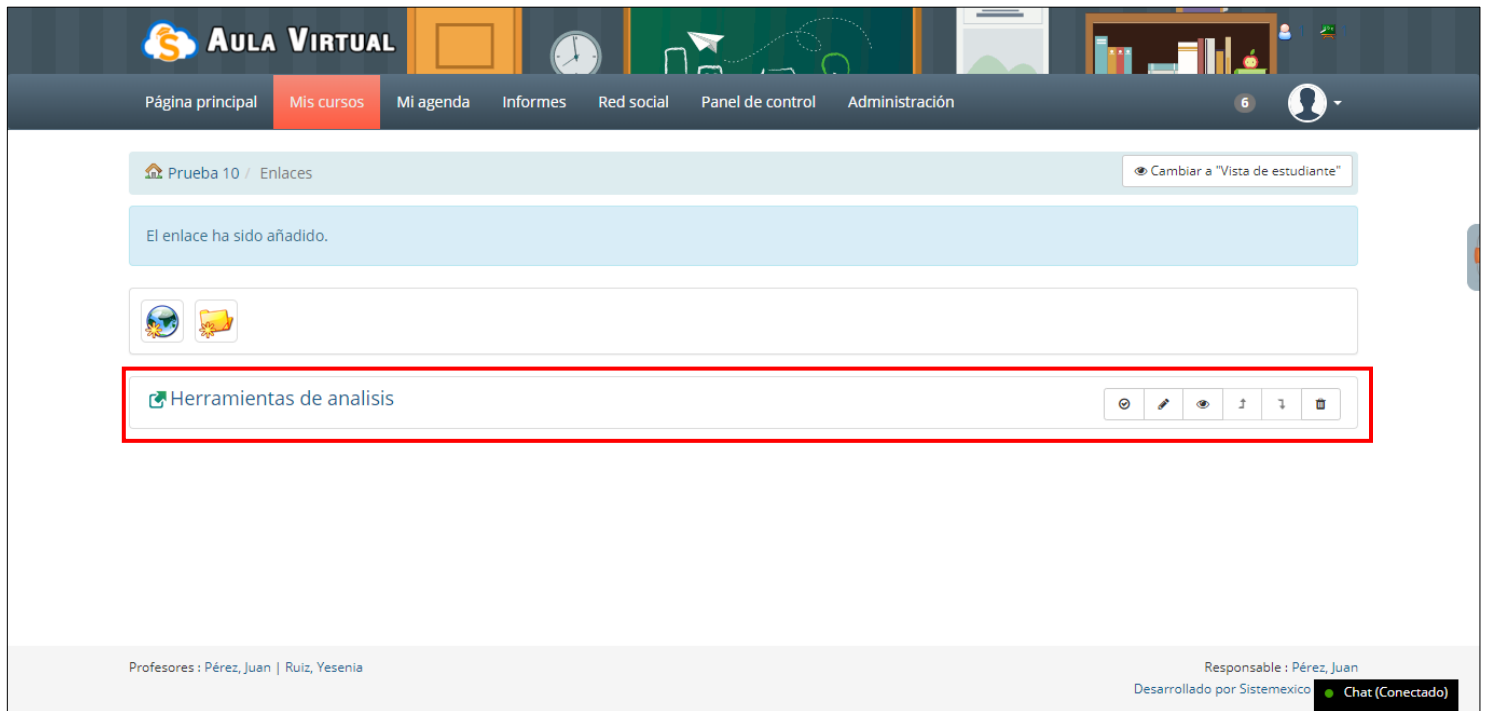 AULA VIRTUAL
Página principal Mis cursos Mi agenda Informes Red social Panel de control Administración 6
Prueba 10 / Enlaces
Cambiar a "Vista de estudiante"
El enlace ha sido añadido.
Herramientas de analisis
Profesores : Pérez, Juan | Ruiz, Yesenia
Responsable : Pérez, Juan
Desarrollado por Sistemexico
Chat (Conectado)